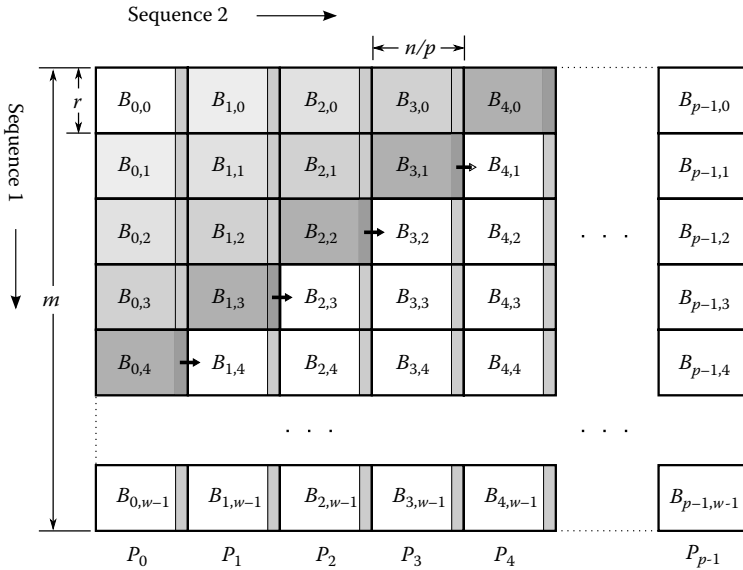 Sequence 2
n/p
Sequence 1
r
m
B0,0 B1,0 B2,0 B3,0 B4,0 Bp−1,0
B0,1 B1,1 B2,1 B3,1 B4,1 Bp−1,1
B0,2 B1,2 B2,2 B3,2 B4,2 . . . Bp−1,2
B0,3 B1,3 B2,3 B3,3 B4,3 Bp−1,3
B0,4 B1,4 B2,4 B3,4 B4,4 Bp−1,4
. . . . . .
B0,w−1 B1,w−1 B2,w−1 B3,w−1 B4,w−1 Bp−1,w-1
P0 P1 P2 P3 P4 Pp-1